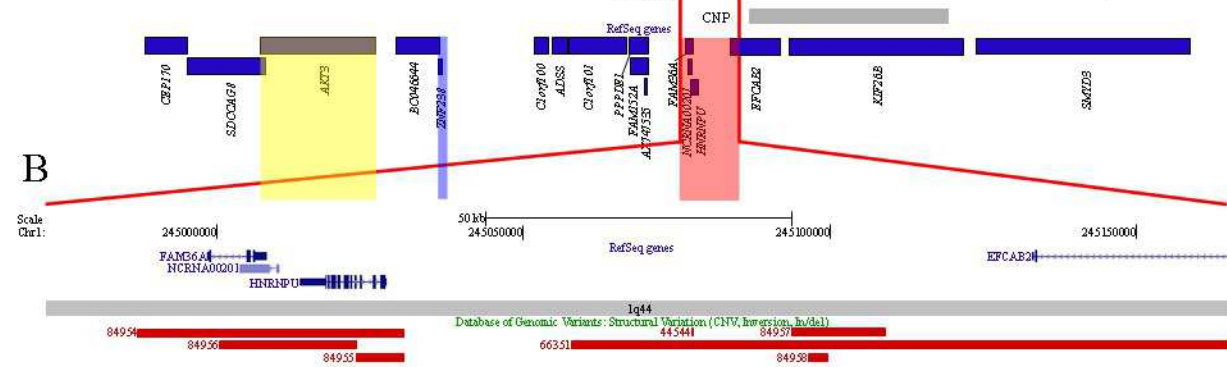 CNP
RefSeq genes
CEP170
SDCCAG8
AKT3
BC046644
ZNF238
C1orf100
ADSS
C1orf101
PPPDE1
FAM152A
AX747535
FAM36A
NCRNA00201
HNRNPU
EFCAB2
KIF26B
SMYD3
B
Scale 50 kb
Chr1: 245000000 245050000 245100000 245150000
RefSeq genes
FAM36A EFCAB2
NCRNA00201
HNRNPU
1q44
Database of Genomic Variants: Structural Variation (CNV, Inversion, In/del)
84954 44544 84957
84956 66351
84955 84958